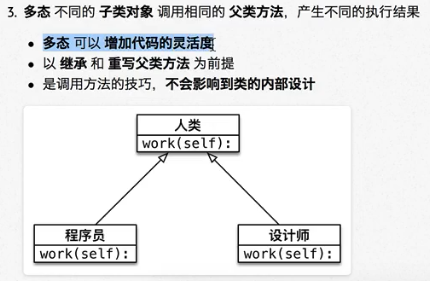 3. 多态 不同的 子类对象 调用相同的 父类方法，产生不同的执行结果
• 多态 可以 增加代码的灵活度
• 以 继承 和 重写父类方法 为前提
• 是调用方法的技巧，不会影响到类的内部设计
人类
work(self):
程序员
设计师
work(self):
work(self):